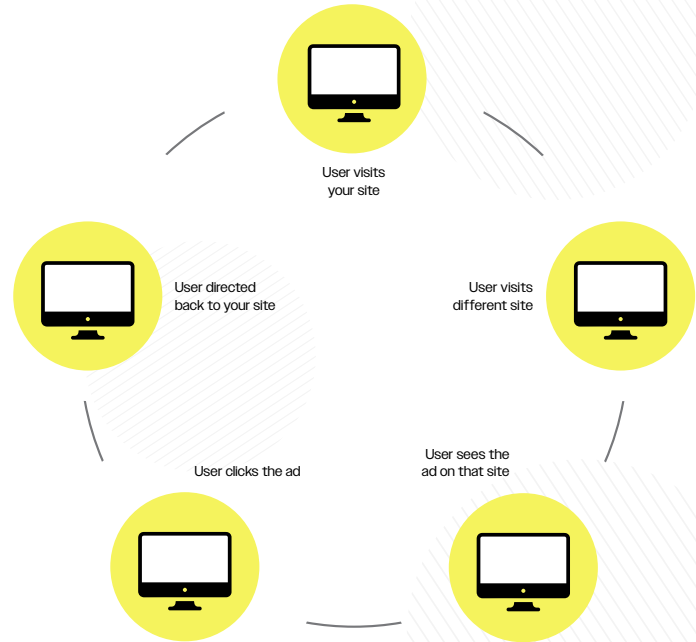 User visits
your site
User visits
different site
User sees the
ad on that site
User clicks the ad
User directed
back to your site